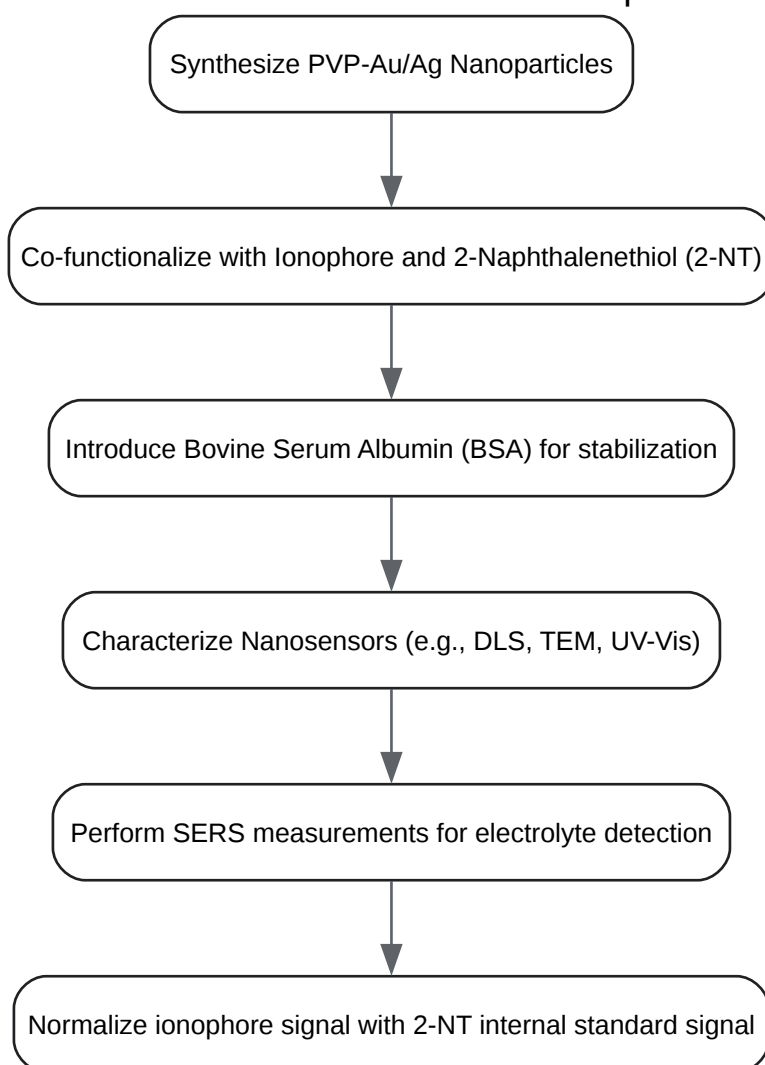 Synthesize PVP-Au/Ag Nanoparticles
Co-functionalize with Ionophore and 2-Naphthalenethiol (2-NT)
Introduce Bovine Serum Albumin (BSA) for stabilization
Characterize Nanosensors (e.g., DLS, TEM, UV-Vis)
Perform SERS measurements for electrolyte detection
Normalize ionophore signal with 2-NT internal standard signal